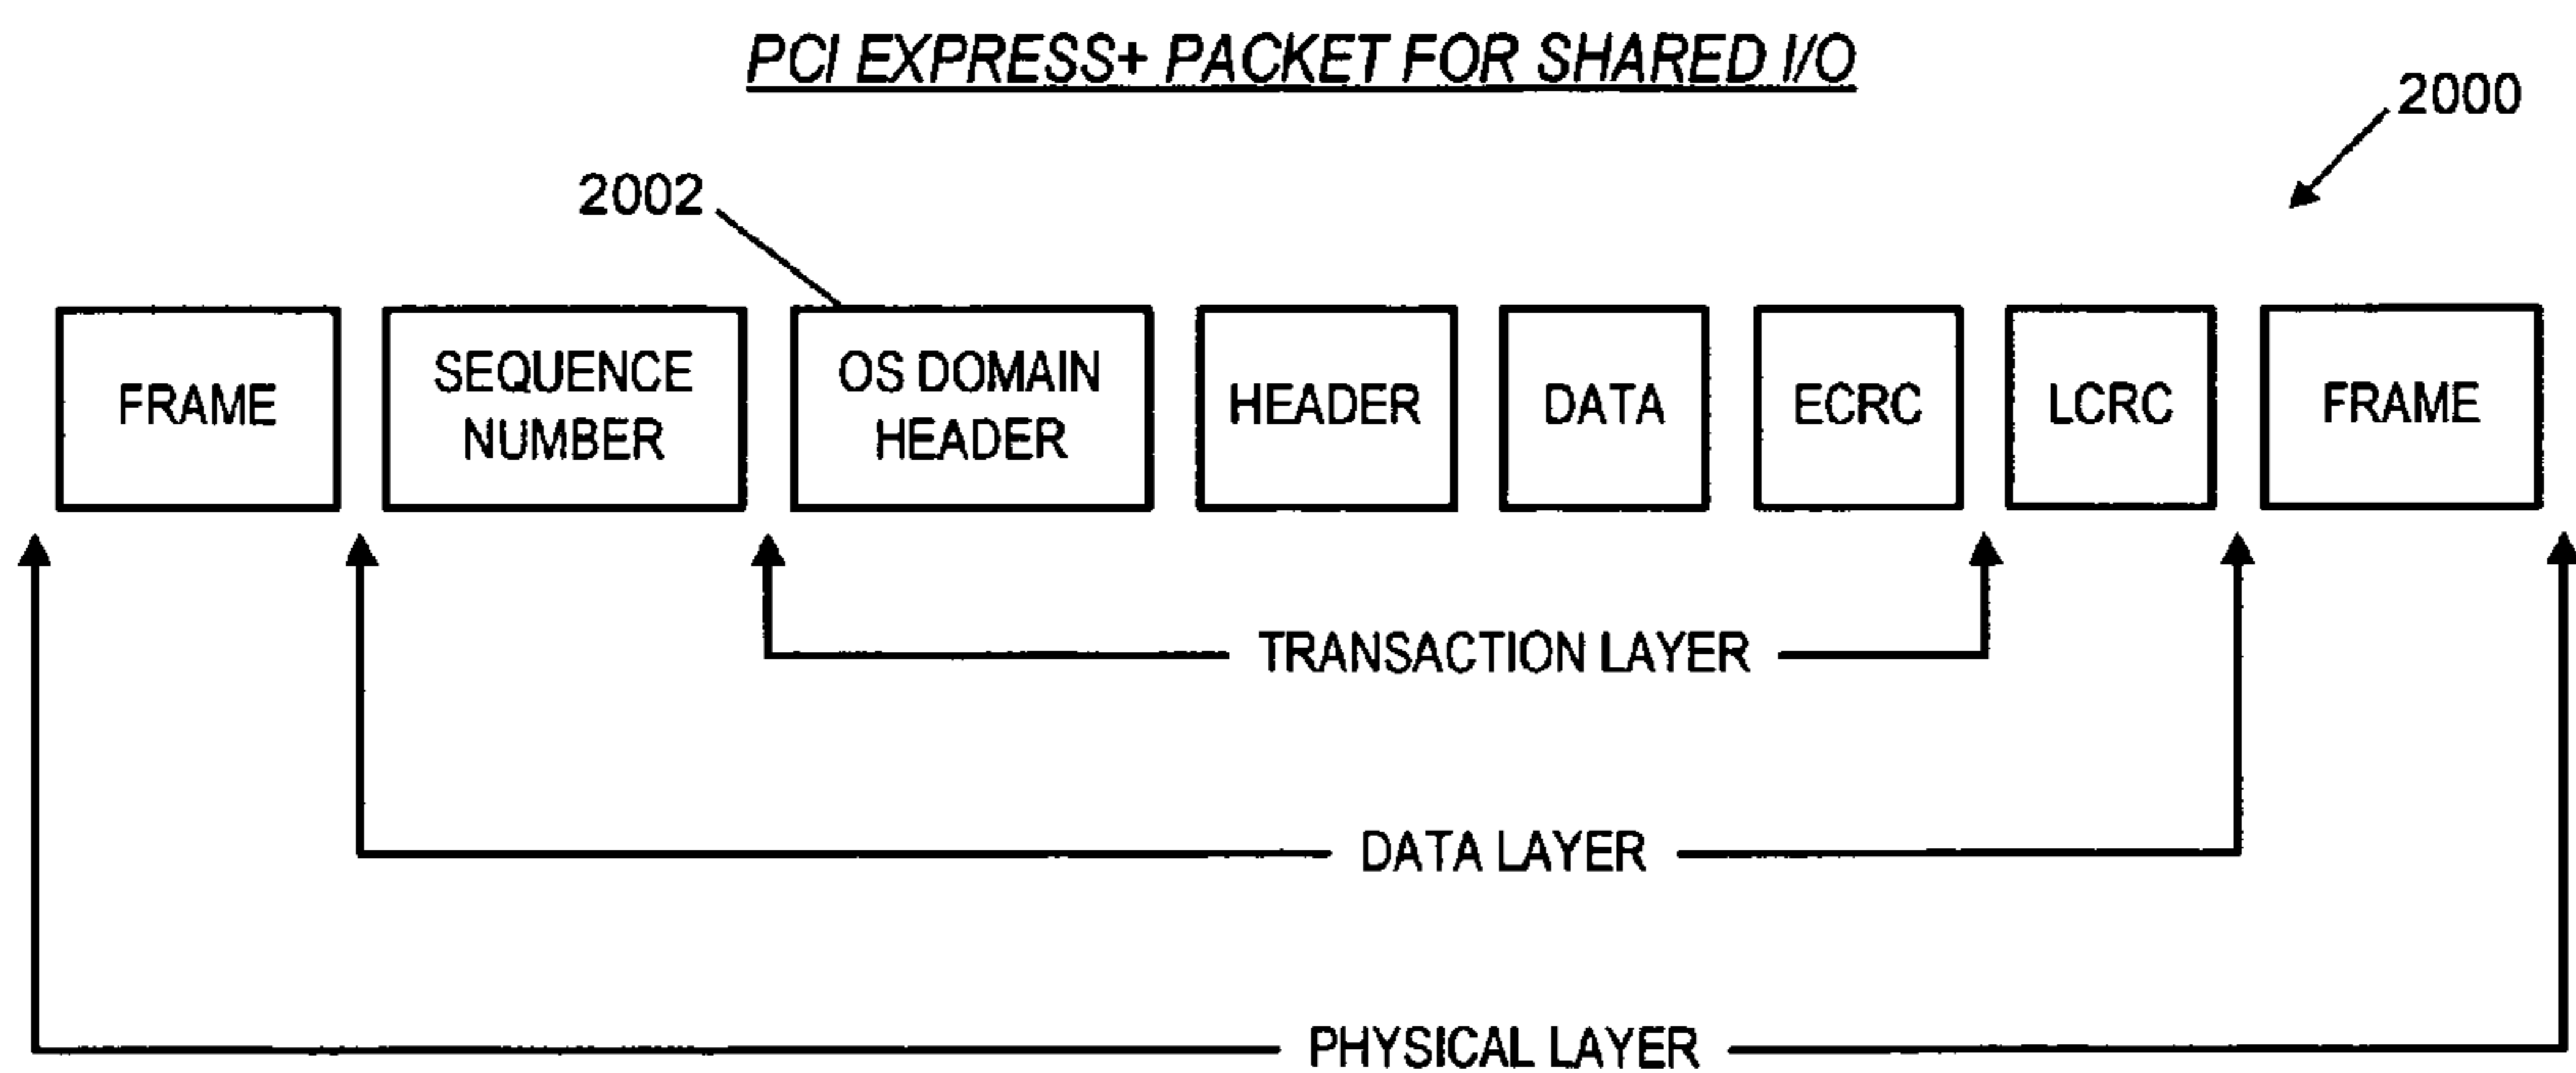 PCI EXPRESS+ PACKET FOR SHARED I/O
2000
2002
FRAME
SEQUENCE
NUMBER
OS DOMAIN
HEADER
HEADER
DATA
ECRC
LCRC
FRAME
TRANSACTION LAYER
DATA LAYER
PHYSICAL LAYER